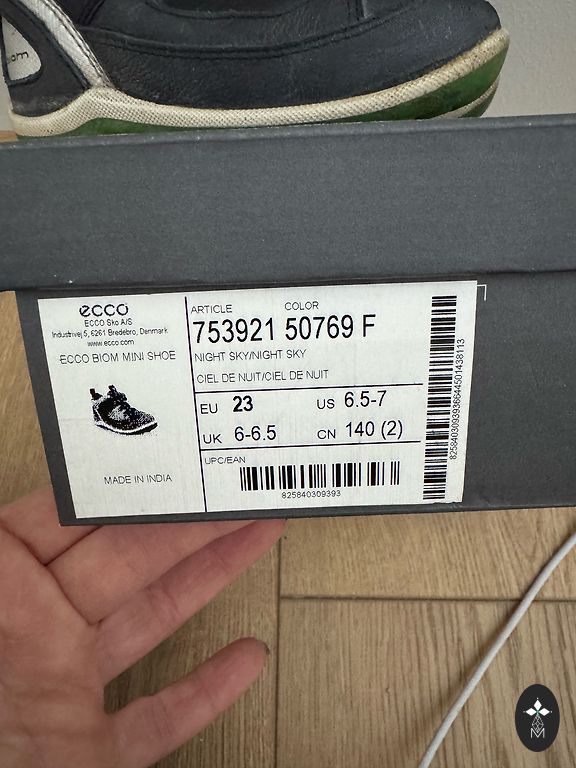 ecco
ECCO Sko A/S
Industrivej 5, 6261 Bredebro, Denmark
www.ecco.com
ECCO BIOM MINI SHOE
MADE IN INDIA
ARTICLE COLOR
753921 50769 F
NIGHT SKY/NIGHT SKY
CIEL DE NUIT/CIEL DE NUIT
EU 23 US 6.5-7
UK 6-6.5 CN 140 (2)
UPC/EAN
825840309393
8258403093936644501438113